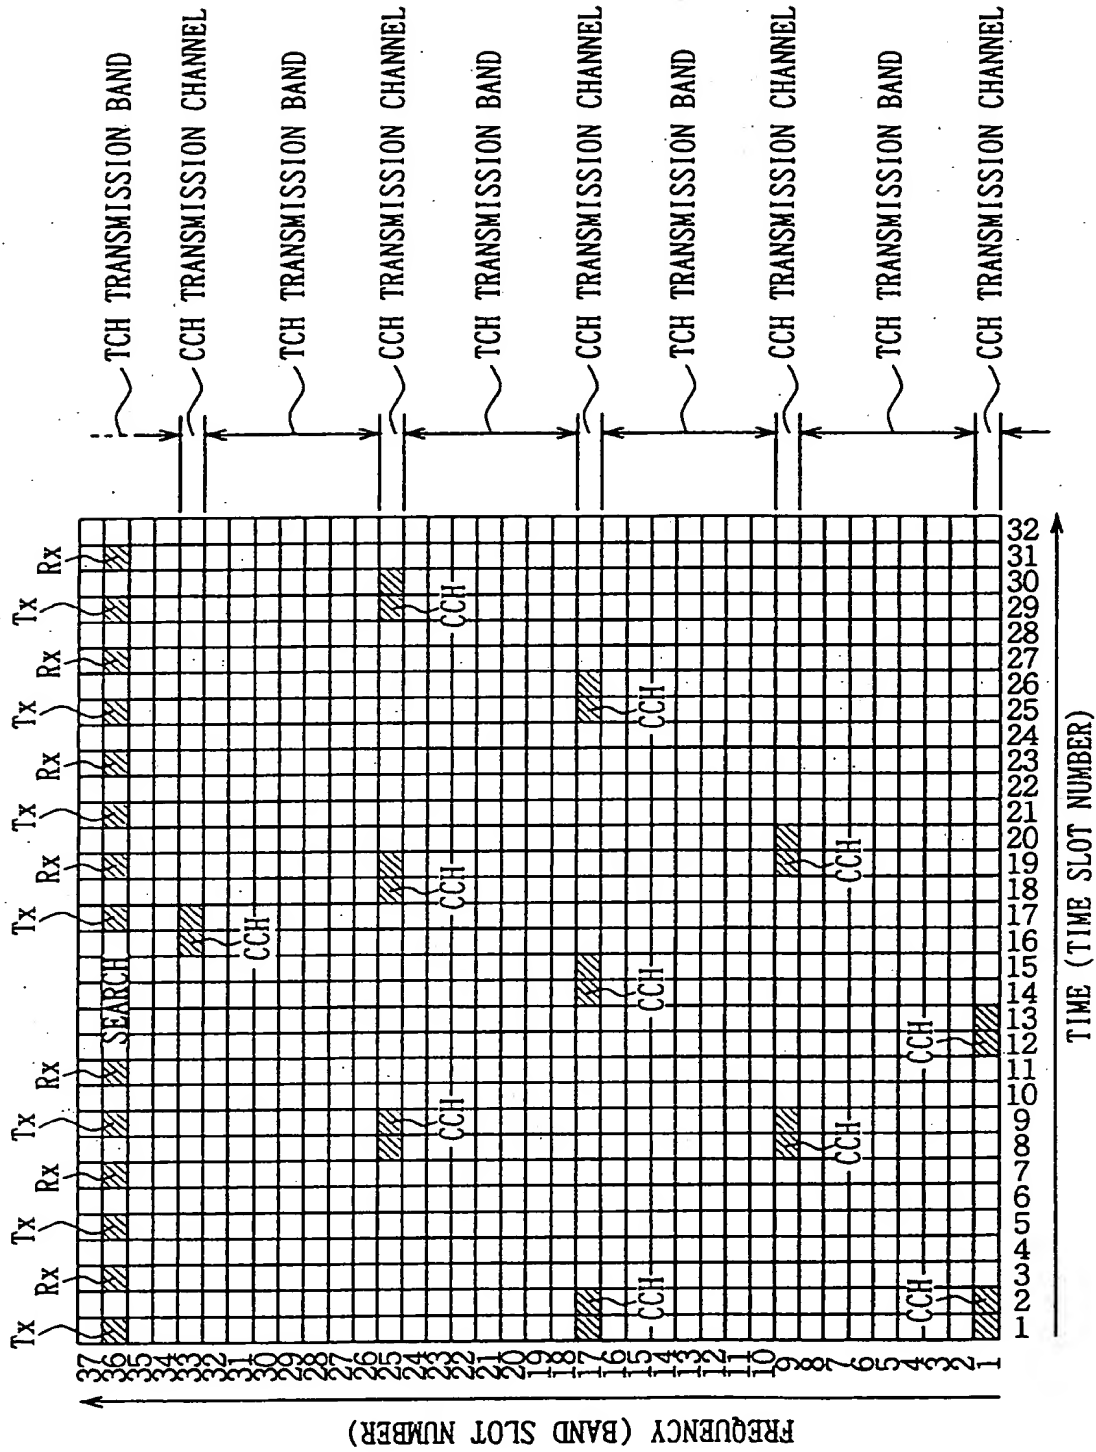 Tx Rx Tx Rx Tx Rx Tx Rx Tx Rx Tx Rx Tx Rx
SEARCH
37
36
35
34
33
32
31
30
29
28
27
26
25
24
23
22
21
20
19
18
17
16
15
14
13
12
11
10
9
8
7
6
5
4
3
2
1
FREQUENCY (BAND SLOT NUMBER)
CCH
CCH CCH CCH
CCH CCH CCH
CCH CCH
CCH CCH
1 2 3 4 5 6 7 8 9 10 11 12 13 14 15 16 17 18 19 20 21 22 23 24 25 26 27 28 29 30 31 32
TIME (TIME SLOT NUMBER)
TCH TRANSMISSION BAND
CCH TRANSMISSION CHANNEL
TCH TRANSMISSION BAND
CCH TRANSMISSION CHANNEL
TCH TRANSMISSION BAND
CCH TRANSMISSION CHANNEL
TCH TRANSMISSION BAND
CCH TRANSMISSION CHANNEL
TCH TRANSMISSION BAND
CCH TRANSMISSION CHANNEL